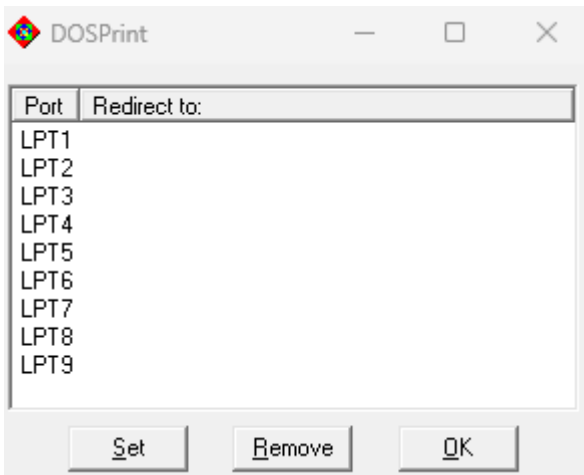 DOSPrint
Port Redirect to:
LPT1
LPT2
LPT3
LPT4
LPT5
LPT6
LPT7
LPT8
LPT9
Set Remove OK